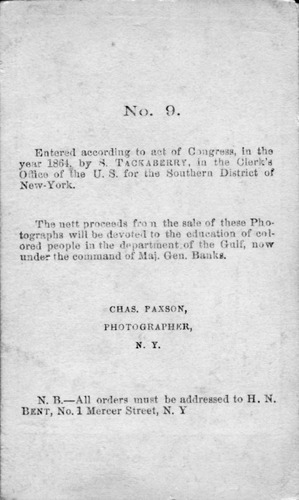 No. 9.
Entered according to act of Congress, in the
year 1864, by S. TACKABERRY, in the Clerk's
Office of the U. S. for the Southern District of
New-York.
The nett proceeds from the sale of these Pho-
tographs will be devoted to the education of col-
ored people in the department of the Gulf, now
under the command of Maj. Gen. Banks.
CHAS. PAXSON,
PHOTOGRAPHER,
N. Y.
N. B.—All orders must be addressed to H. N.
BENT, No. 1 Mercer Street, N. Y